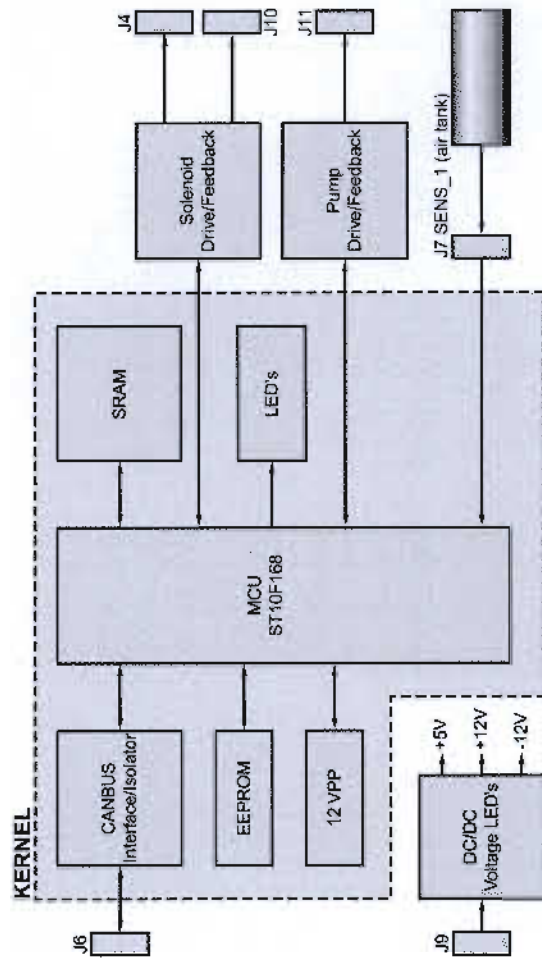 KERNEL
J6
CANBUS
Interface/Isolator
EEPROM
12 VPP
MCU
ST10F168
SRAM
LED's
Solenoid
Drive/Feedback
J4
J10
Pump
Drive/Feedback
J11
J7 SENS_1 (air tank)
J9
DC/DC
Voltage LED's
+5V
+12V
-12V